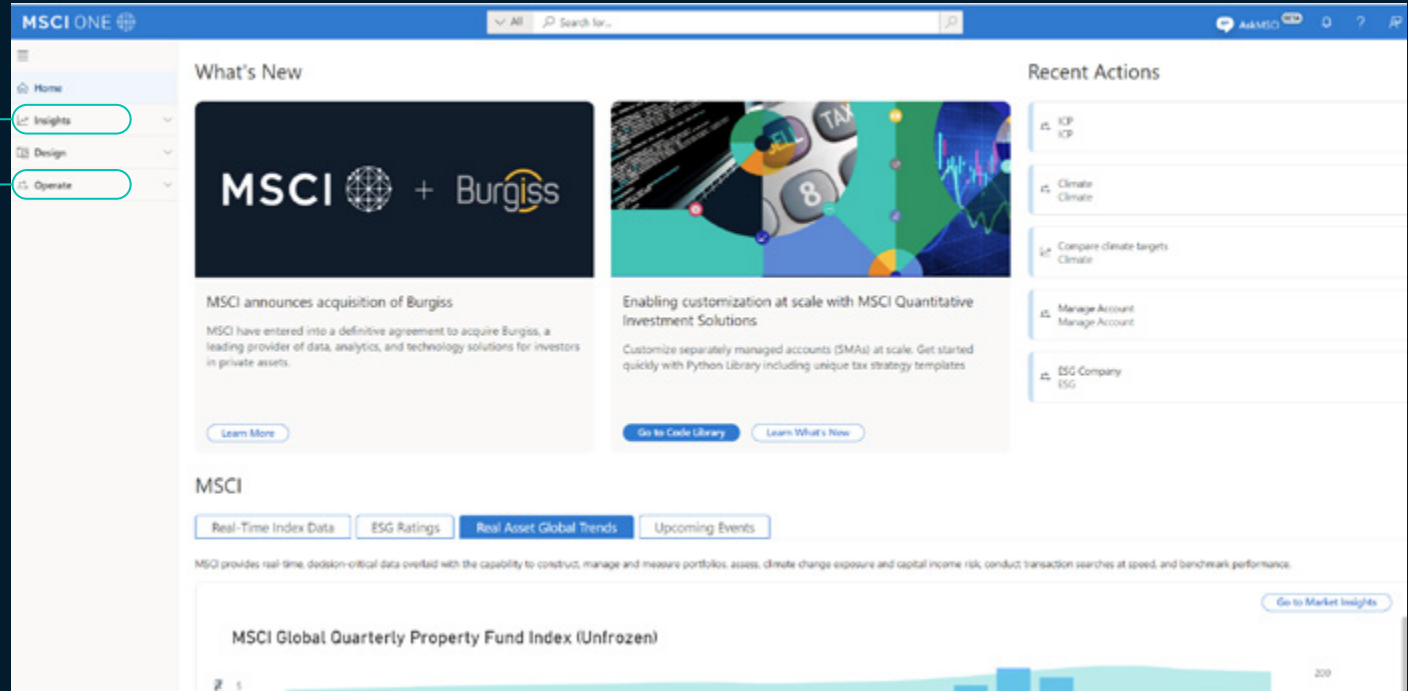 MSCI ONE
All
Search for...
AskMSCI BETA
?
Home
Insights
Design
Operate
What's New
MSCI + Burgiss
MSCI announces acquisition of Burgiss
MSCI have entered into a definitive agreement to acquire Burgiss, a
leading provider of data, analytics, and technology solutions for investors
in private assets.
Learn More
SELL TAX
8
Enabling customization at scale with MSCI Quantitative
Investment Solutions
Customize separately managed accounts (SMAs) at scale. Get started
quickly with Python Library including unique tax strategy templates
Go to Code Library
Learn What's New
Recent Actions
ICP
ICP
Climate
Climate
Compare climate targets
Climate
Manage Account
Manage Account
ESG Company
ESG
MSCI
Real-Time Index Data
ESG Ratings
Real Asset Global Trends
Upcoming Events
MSCI provides real-time, decision-critical data overlaid with the capability to construct, manage and measure portfolios, assess, climate change exposure and capital income risk, conduct transaction searches at speed, and benchmark performance.
Go to Market Insights
MSCI Global Quarterly Property Fund Index (Unfrozen)
5
200